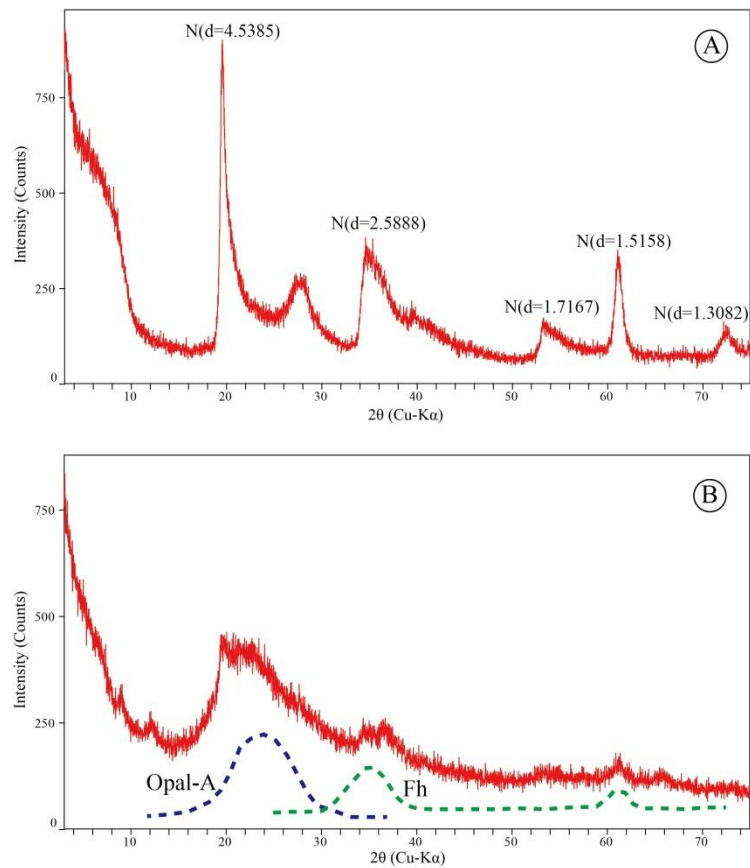 N(d=4.5385)
A
750
500
N(d=2.5888)
N(d=1.5158)
250
N(d=1.7167)
N(d=1.3082)
0
Intensity (Counts)
10
20
30
40
50
60
70
2θ (Cu-Kα)
B
750
500
250
Opal-A
Fh
0
Intensity (Counts)
10
20
30
40
50
60
70
2θ (Cu-Kα)